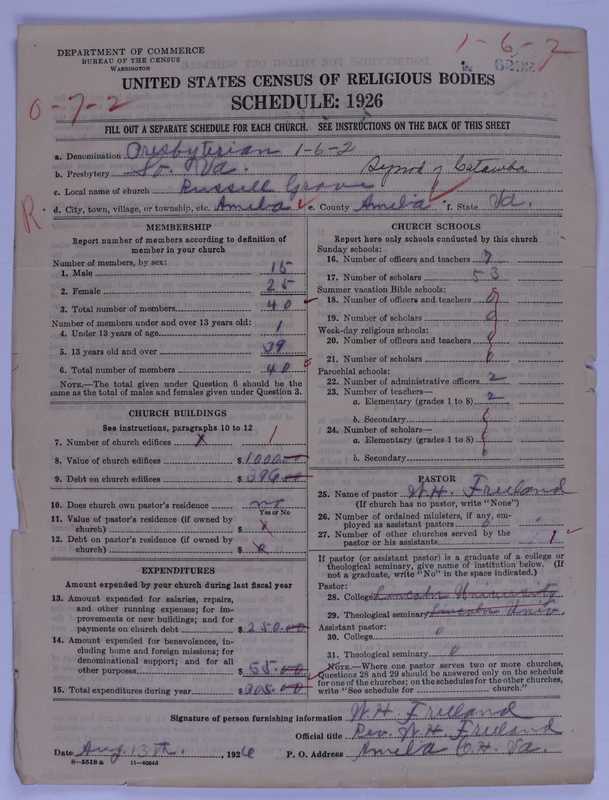 1-6-2
6292
DEPARTMENT OF COMMERCE
BUREAU OF THE CENSUS
WASHINGTON
UNITED STATES CENSUS OF RELIGIOUS BODIES
SCHEDULE: 1926
0-7-2
FILL OUT A SEPARATE SCHEDULE FOR EACH CHURCH. SEE INSTRUCTIONS ON THE BACK OF THIS SHEET
a. Denomination Presbyterian 1-6-2
b. Presbytery So. Va. Synod of Catawba
c. Local name of church Russell Grove
R
d. City, town, village, or township, etc. Amelia e. County Amelia f. State Va.
MEMBERSHIP
Report number of members according to definition of
member in your church
Number of members, by sex:
1. Male 15
2. Female 25
3. Total number of members 40
Number of members under and over 13 years old:
4. Under 13 years of age 1
5. 13 years old and over 39
6. Total number of members 40
NOTE.—The total given under Question 6 should be the
same as the total of males and females given under Question 3.
CHURCH BUILDINGS
See instructions, paragraphs 10 to 12
7. Number of church edifices 1
8. Value of church edifices $ 1000.00
9. Debt on church edifices $ 396.00
10. Does church own pastor's residence no
Yes or No
11. Value of pastor's residence (if owned by
church) $ x
12. Debt on pastor's residence (if owned by
church) $
EXPENDITURES
Amount expended by your church during last fiscal year
13. Amount expended for salaries, repairs,
and other running expenses; for im-
provements or new buildings; and for
payments on church debt $ 250.00
14. Amount expended for benevolences, in-
cluding home and foreign missions; for
denominational support; and for all
other purposes $ 55.00
15. Total expenditures during year $ 305.00
CHURCH SCHOOLS
Report here only schools conducted by this church
Sunday schools:
16. Number of officers and teachers 7
17. Number of scholars 53
Summer vacation Bible schools:
18. Number of officers and teachers 0
19. Number of scholars 0
Week-day religious schools:
20. Number of officers and teachers 0
21. Number of scholars 0
Parochial schools:
22. Number of administrative officers 2
23. Number of teachers—
a. Elementary (grades 1 to 8) 2
b. Secondary
24. Number of scholars—
a. Elementary (grades 1 to 8)
b. Secondary
PASTOR
25. Name of pastor W.H. Freeland
(If church has no pastor, write "None")
26. Number of ordained ministers, if any, em-
ployed as assistant pastors 0
27. Number of other churches served by the
pastor or his assistants 1
If pastor (or assistant pastor) is a graduate of a college or
theological seminary, give name of institution below. (If
not a graduate, write "No" in the space indicated.)
Pastor:
28. College Lincoln University
29. Theological seminary Lincoln Univ.
Assistant pastor:
30. College 0
31. Theological seminary 0
NOTE.—Where one pastor serves two or more churches,
Questions 28 and 29 should be answered only on the schedule
for one of the churches; on the schedules for the other churches,
write "See schedule for church."
Signature of person furnishing information W.H. Freeland
Official title Rev. W.H. Freeland
Date Aug. 13th., 1926 P. O. Address Amelia C.H. Va.
8-5518 a